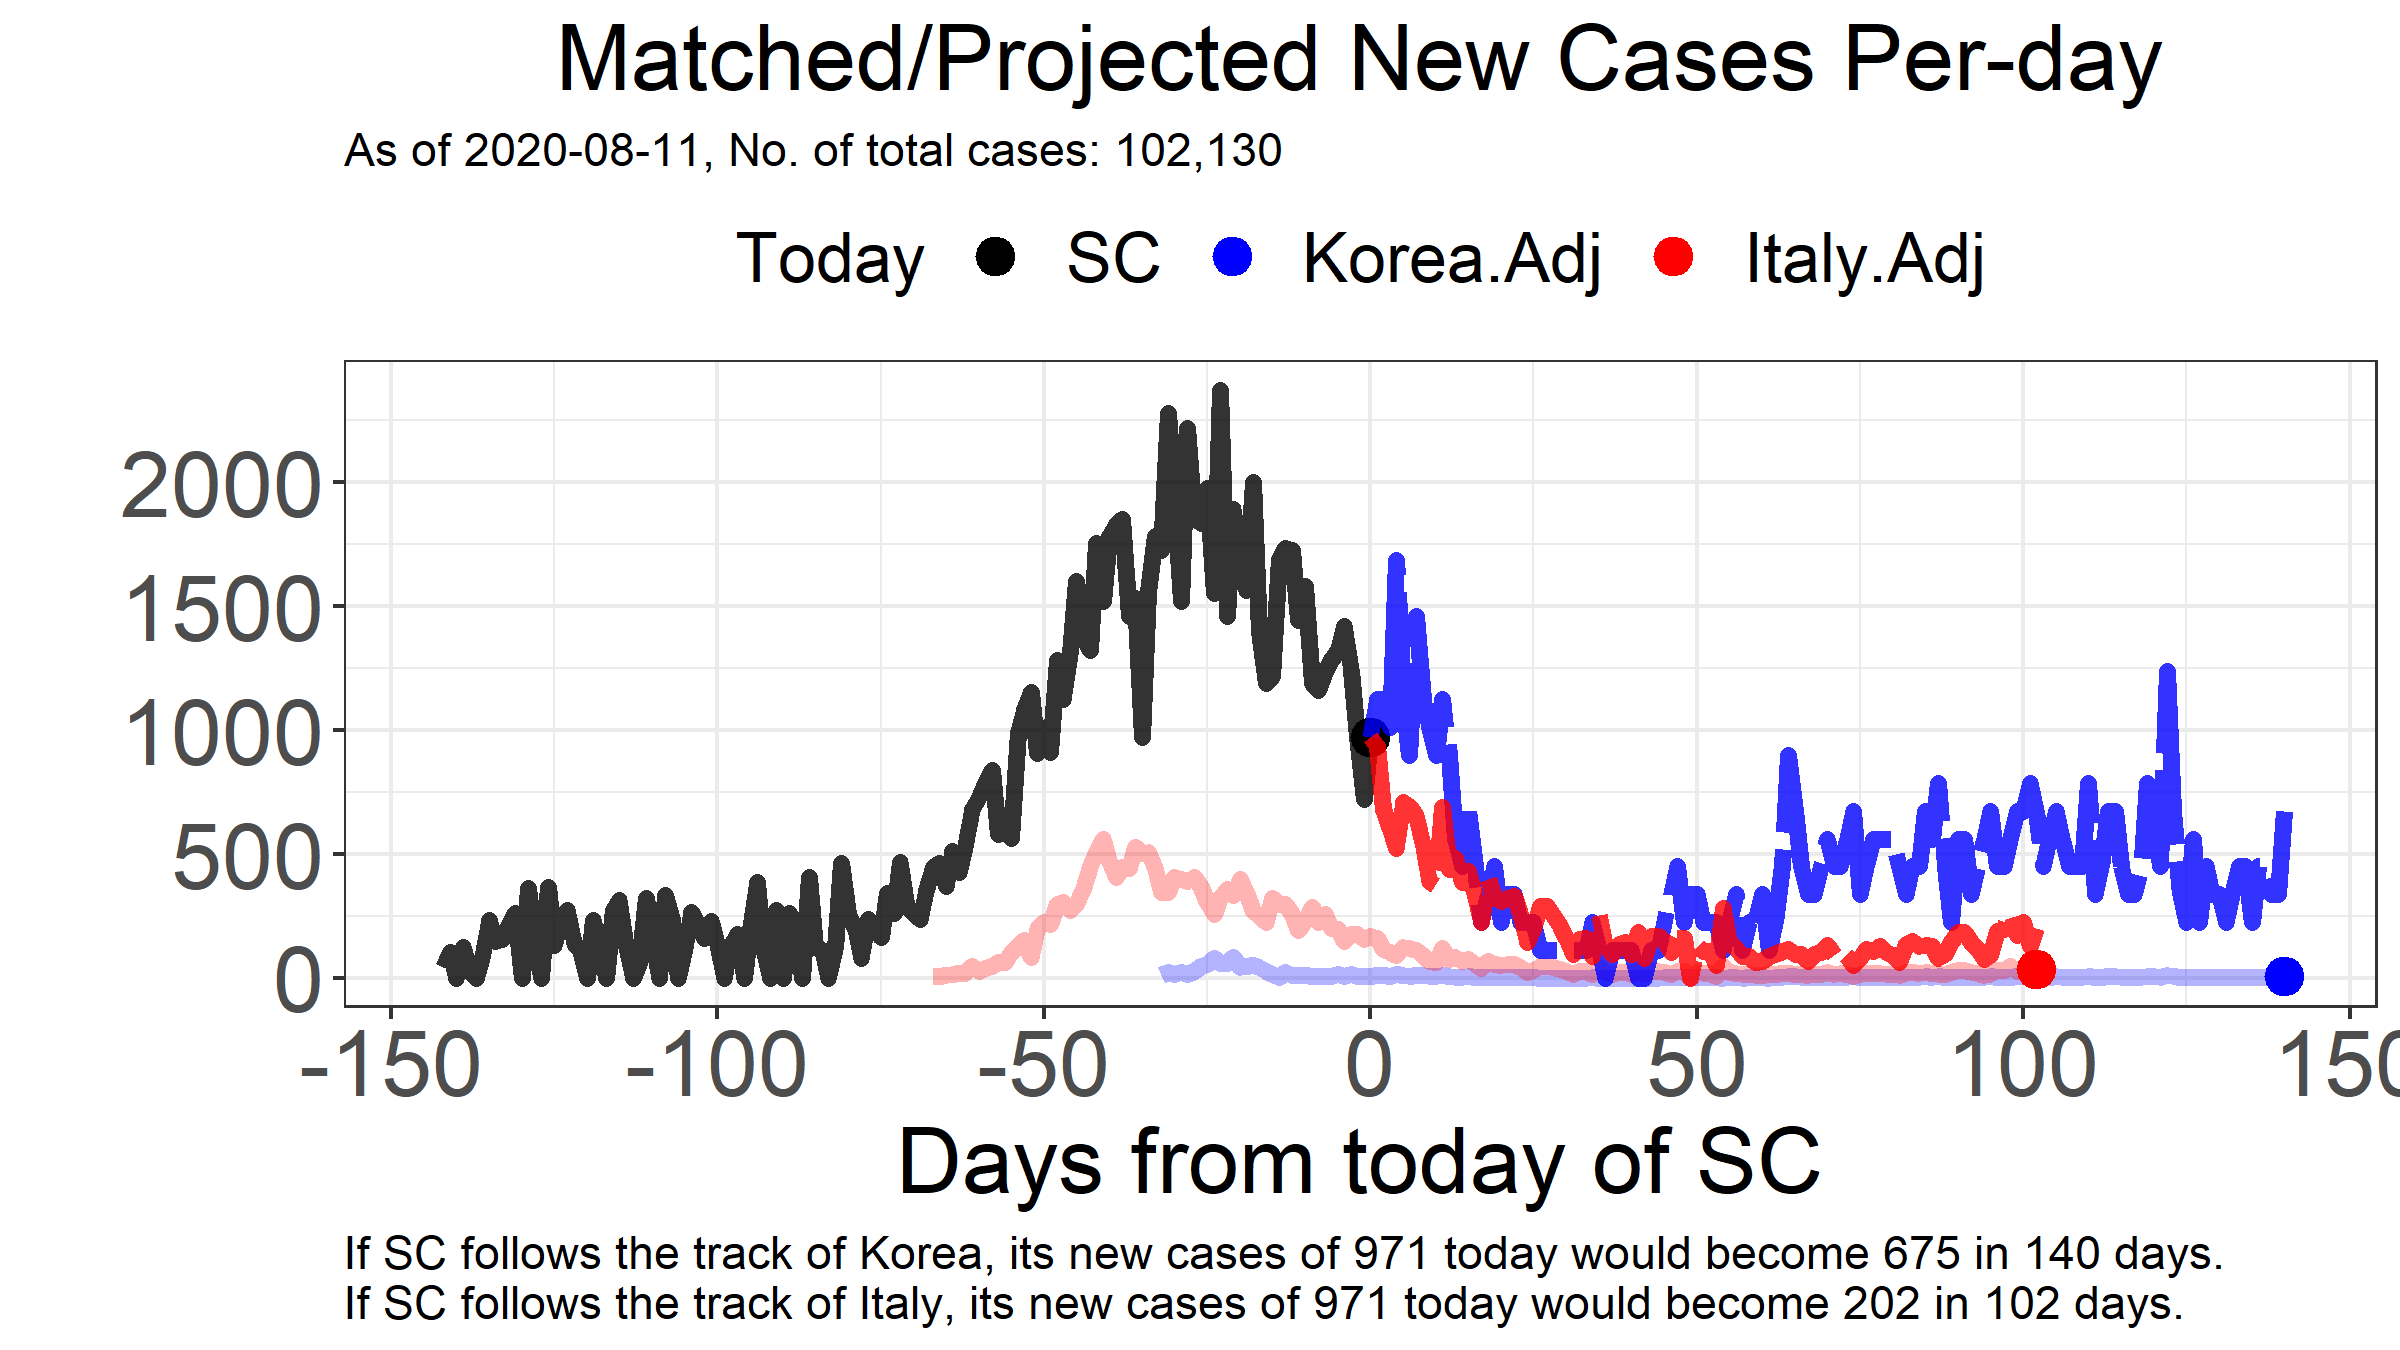 Matched/Projected New Cases Per-day
As of 2020-08-11, No. of total cases: 102,130
Today SC Korea.Adj Italy.Adj
2000
1500
1000
500
0
-150 -100 -50 0 50 100 150
Days from today of SC
If SC follows the track of Korea, its new cases of 971 today would become 675 in 140 days.
If SC follows the track of Italy, its new cases of 971 today would become 202 in 102 days.